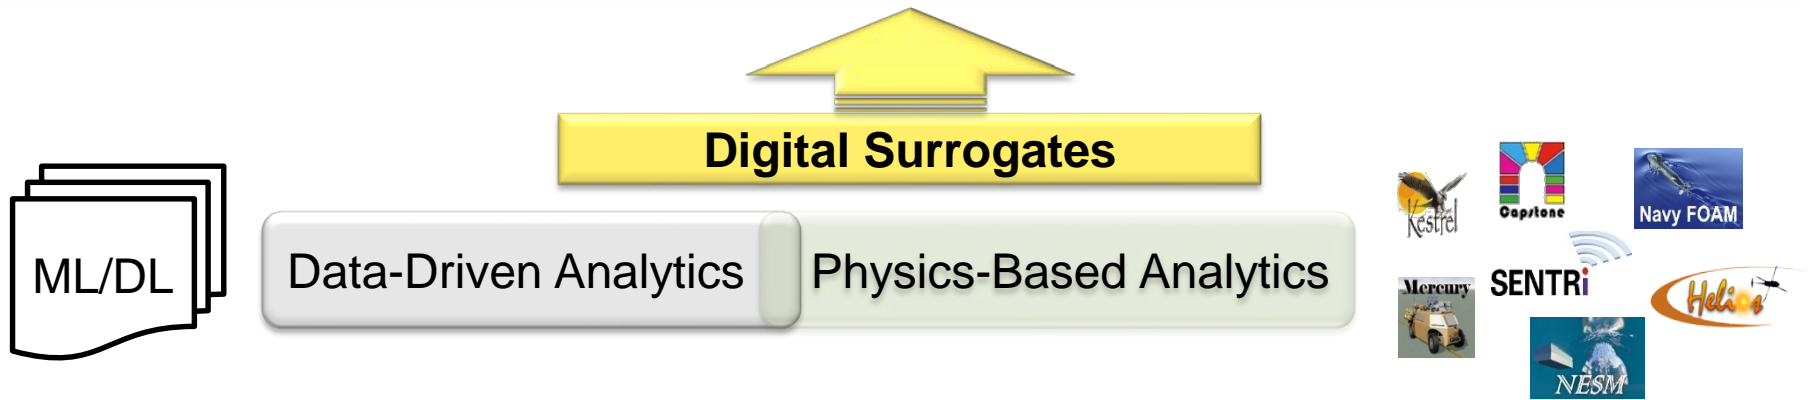 Digital Surrogates
ML/DL
Data-Driven Analytics
Physics-Based Analytics
Kestrel
Capstone
Navy FOAM
SENTRi
Mercury
Helios
NESM